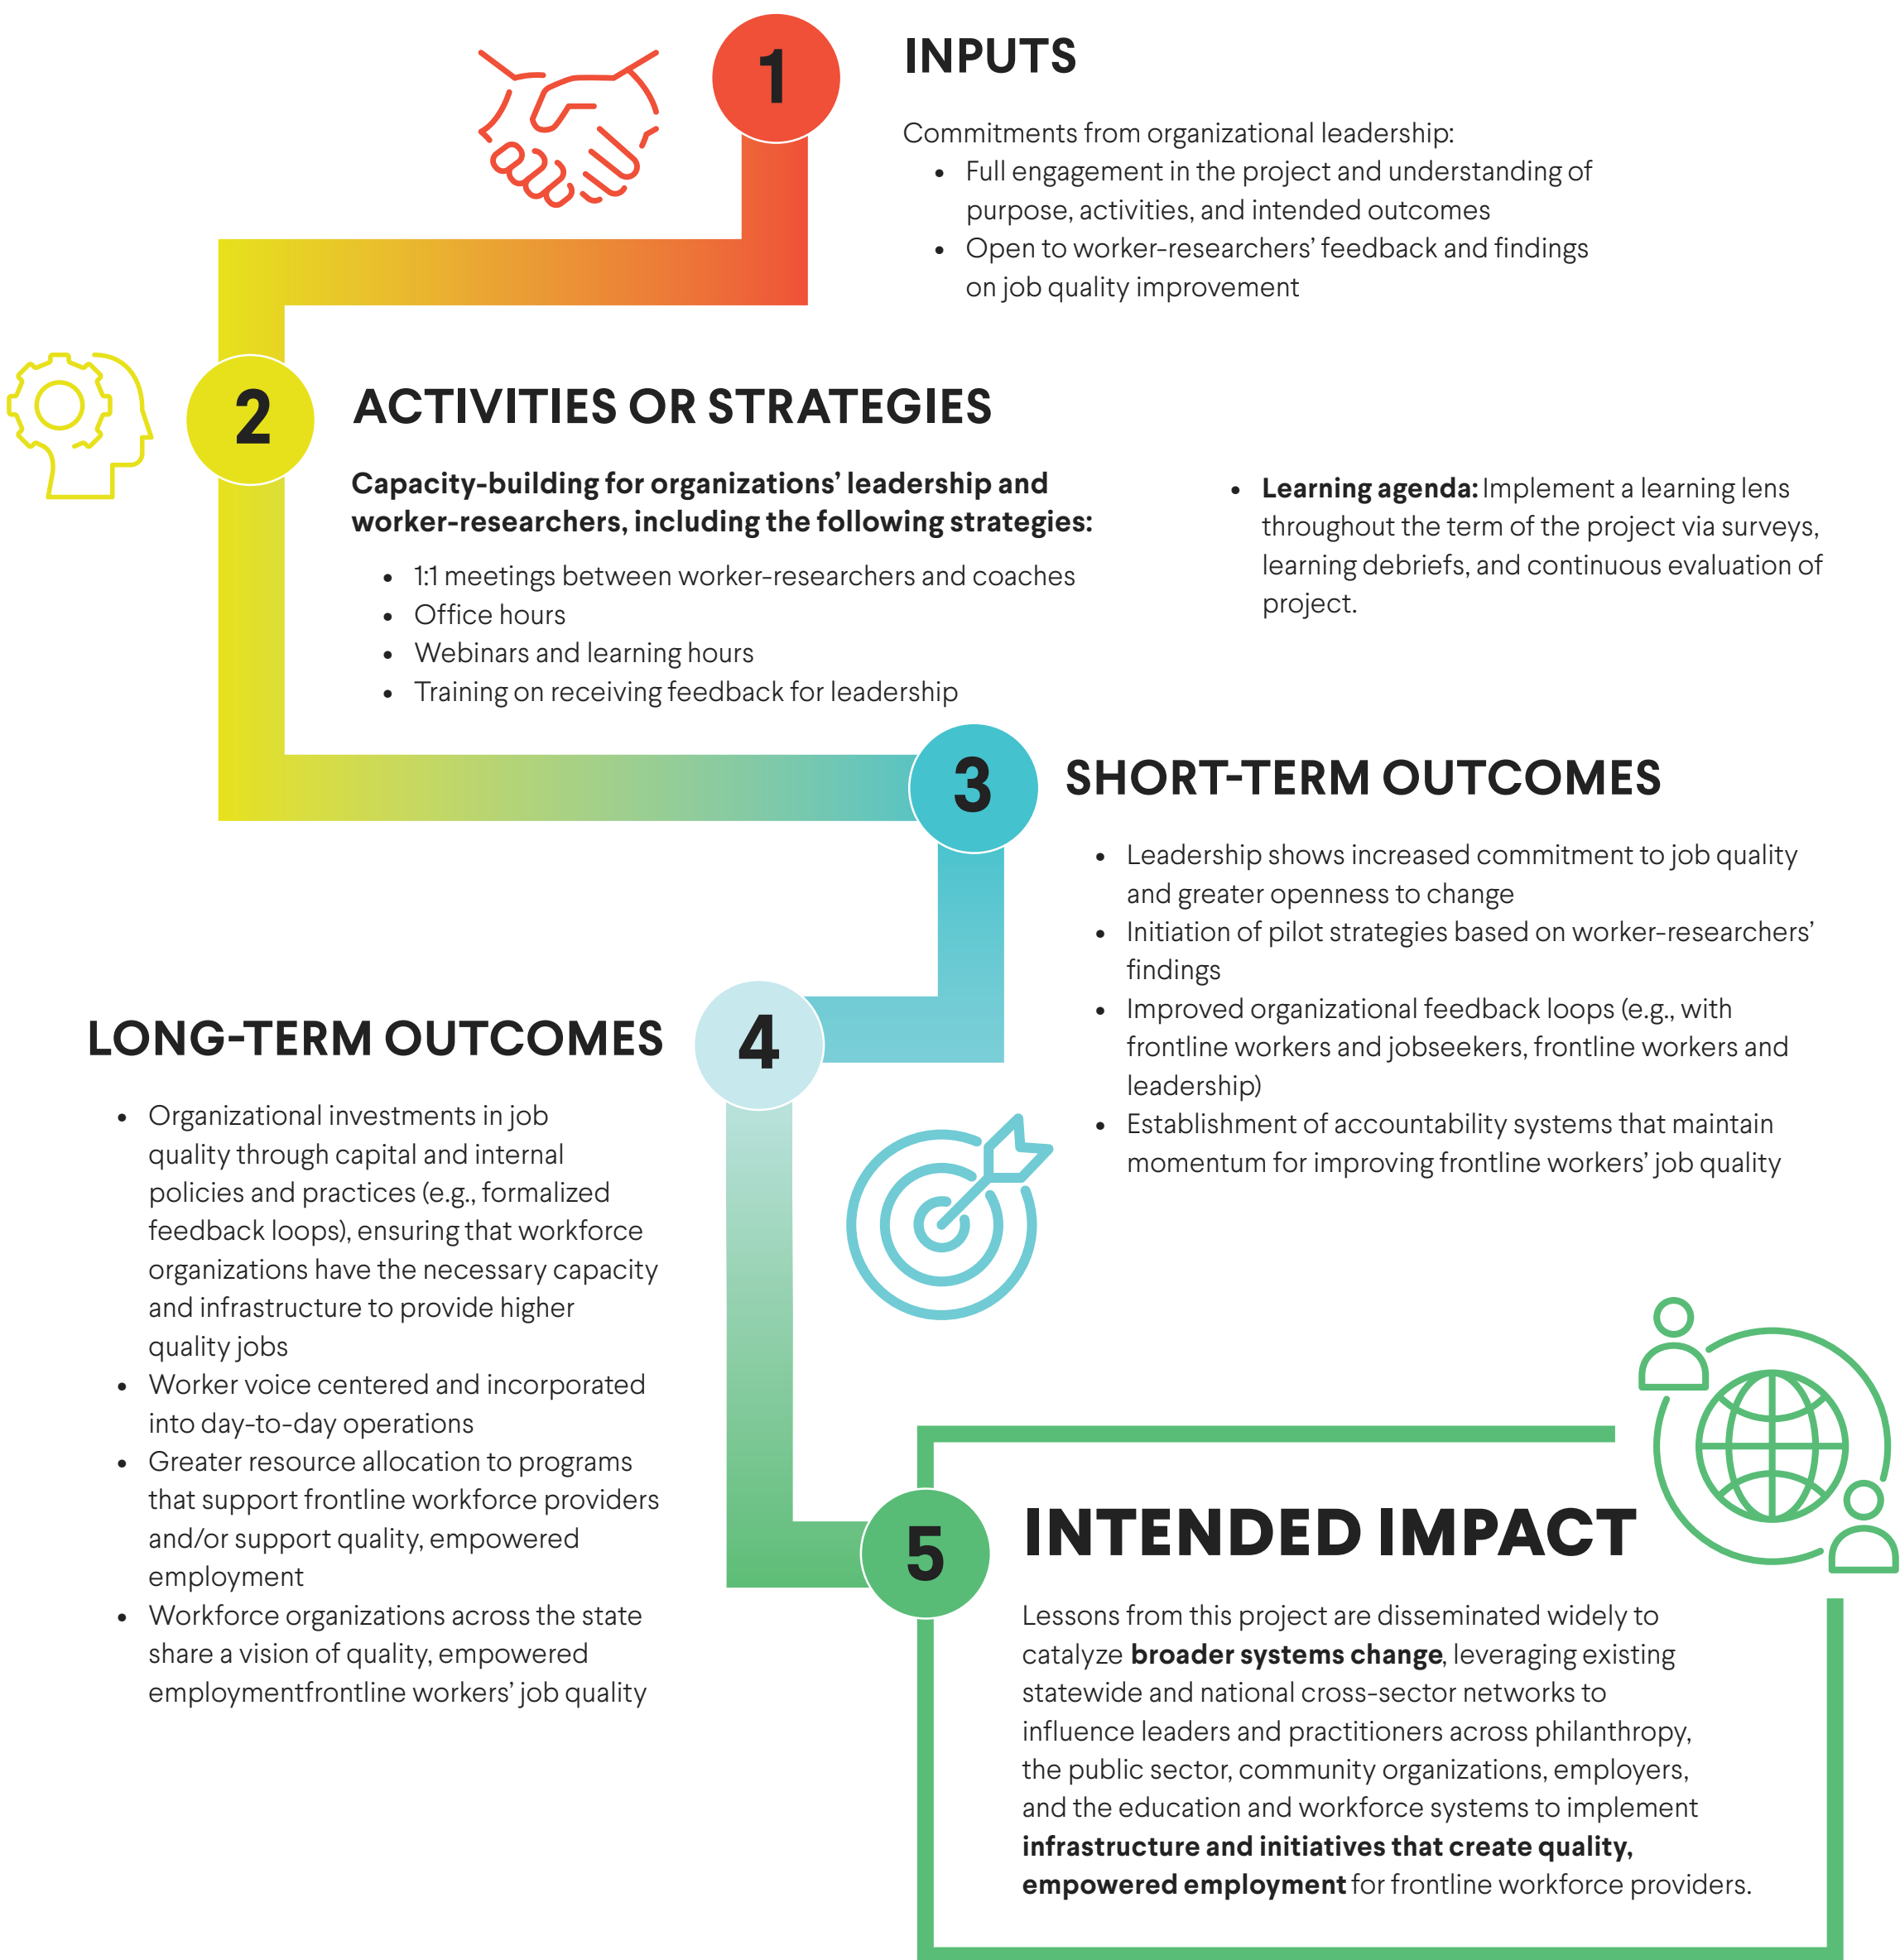 1
INPUTS
Commitments from organizational leadership:
• Full engagement in the project and understanding of
purpose, activities, and intended outcomes
• Open to worker-researchers' feedback and findings
on job quality improvement
2
ACTIVITIES OR STRATEGIES
Capacity-building for organizations' leadership and
worker-researchers, including the following strategies:
• 1:1 meetings between worker-researchers and coaches
• Office hours
• Webinars and learning hours
• Training on receiving feedback for leadership
• Learning agenda: Implement a learning lens
throughout the term of the project via surveys,
learning debriefs, and continuous evaluation of
project.
3
SHORT-TERM OUTCOMES
• Leadership shows increased commitment to job quality
and greater openness to change
• Initiation of pilot strategies based on worker-researchers'
findings
• Improved organizational feedback loops (e.g., with
frontline workers and jobseekers, frontline workers and
leadership)
• Establishment of accountability systems that maintain
momentum for improving frontline workers' job quality
4
LONG-TERM OUTCOMES
• Organizational investments in job
quality through capital and internal
policies and practices (e.g., formalized
feedback loops), ensuring that workforce
organizations have the necessary capacity
and infrastructure to provide higher
quality jobs
• Worker voice centered and incorporated
into day-to-day operations
• Greater resource allocation to programs
that support frontline workforce providers
and/or support quality, empowered
employment
• Workforce organizations across the state
share a vision of quality, empowered
employmentfrontline workers' job quality
5
INTENDED IMPACT
Lessons from this project are disseminated widely to
catalyze broader systems change, leveraging existing
statewide and national cross-sector networks to
influence leaders and practitioners across philanthropy,
the public sector, community organizations, employers,
and the education and workforce systems to implement
infrastructure and initiatives that create quality,
empowered employment for frontline workforce providers.